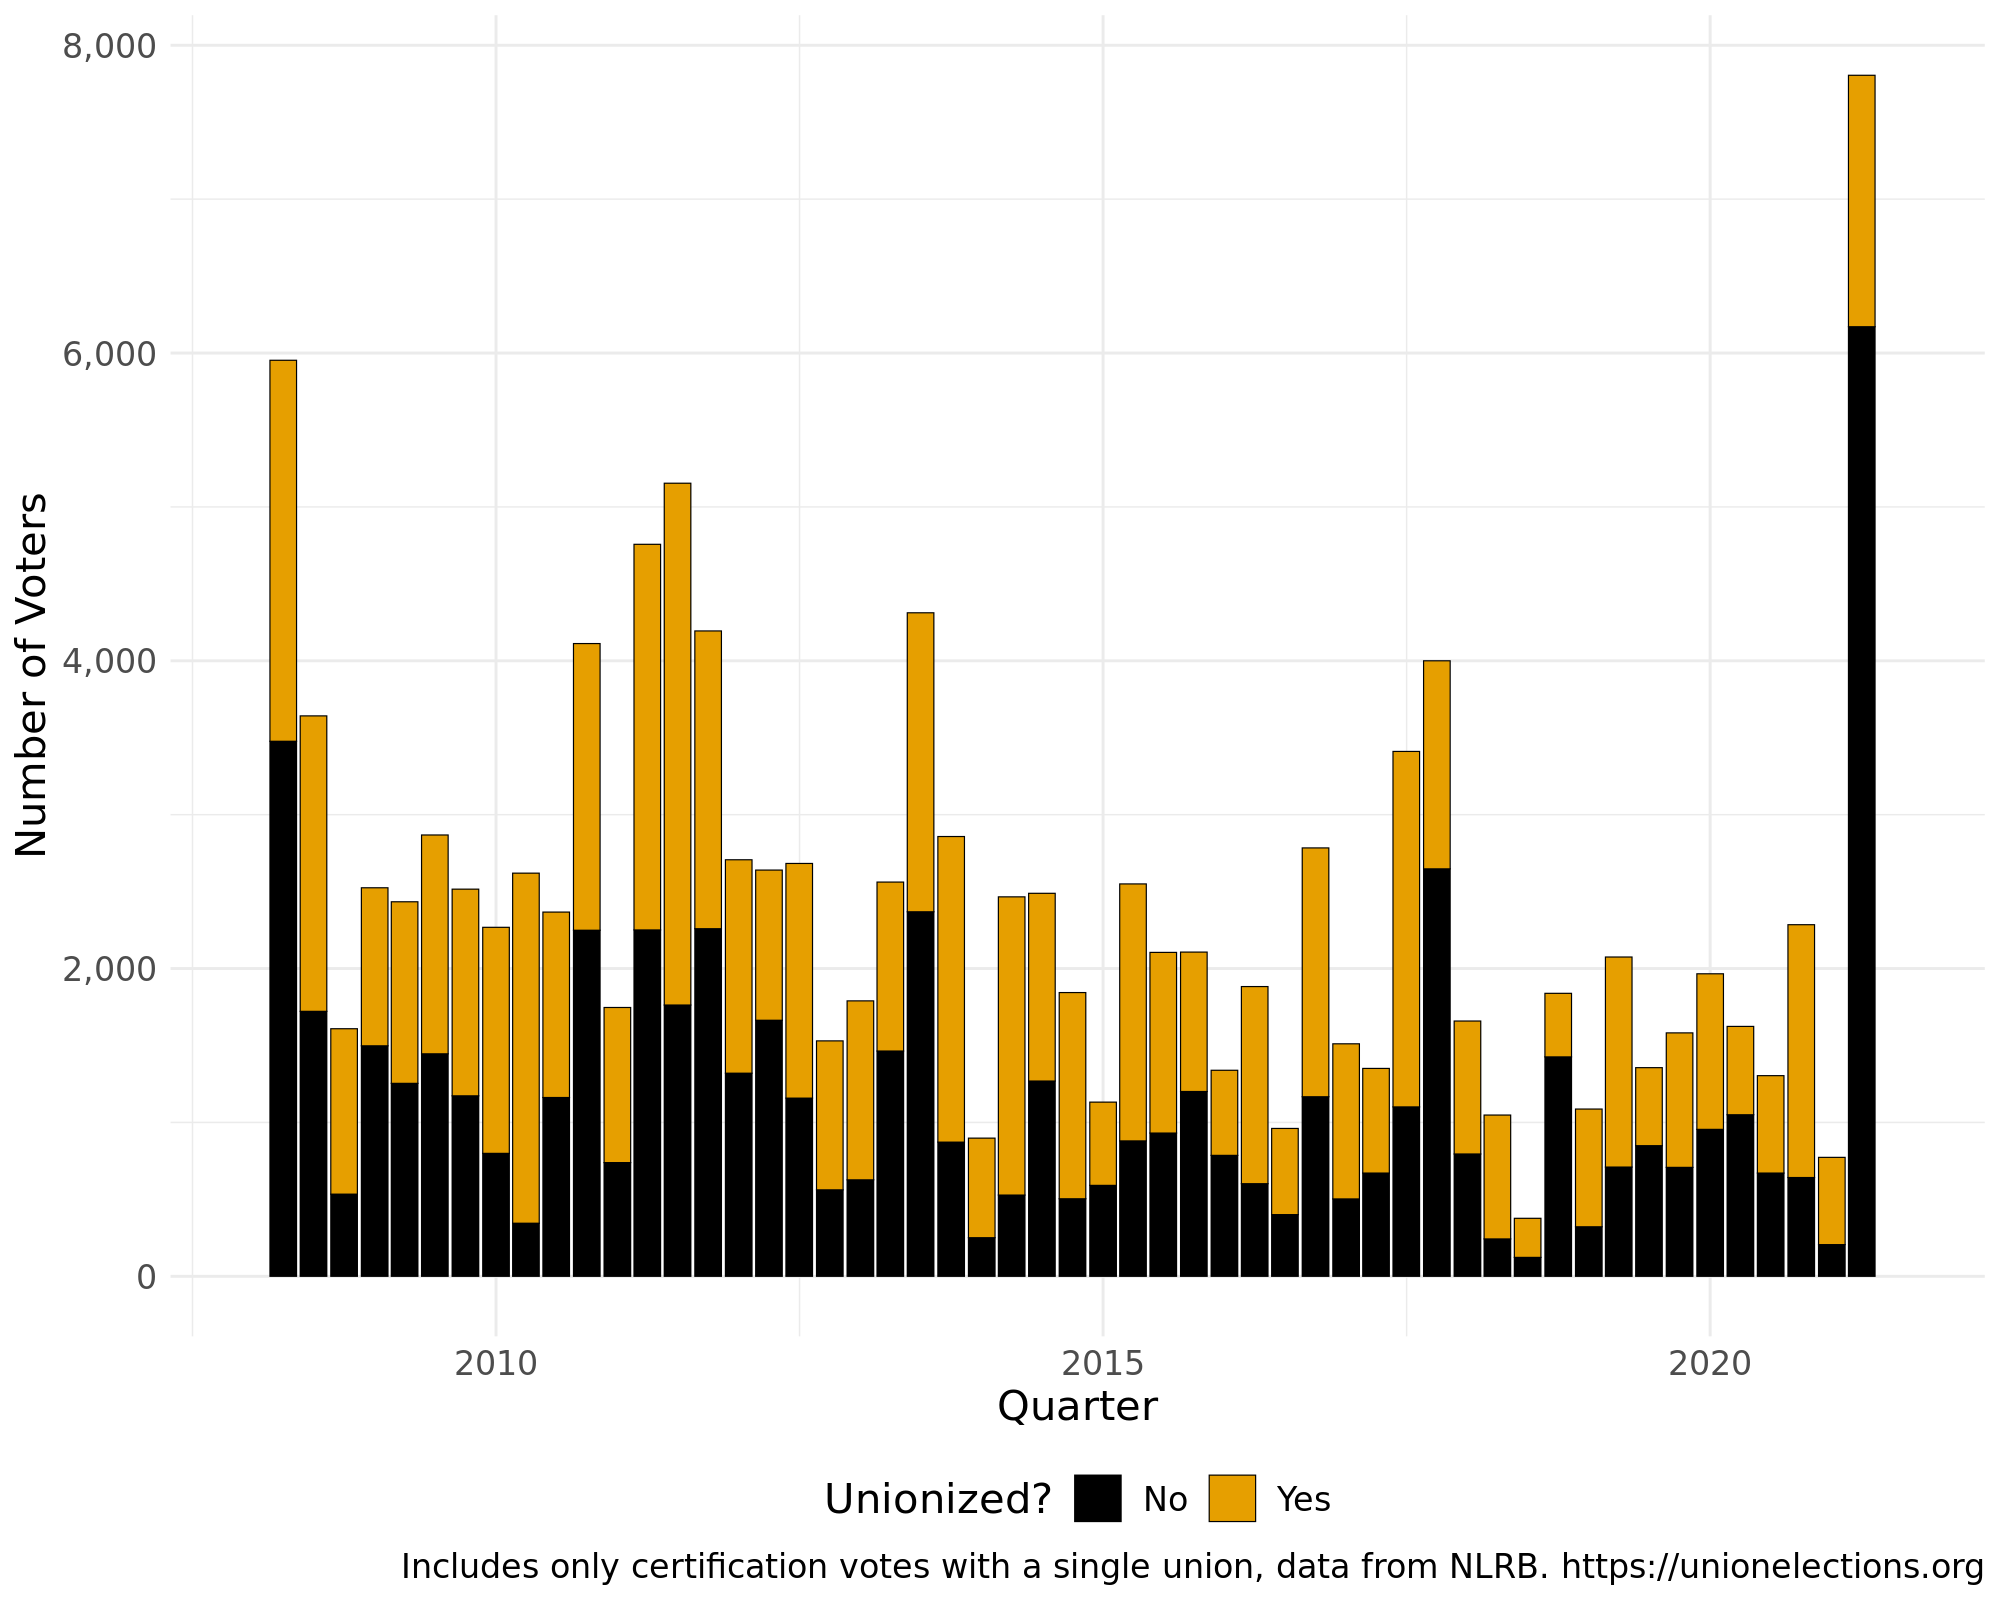 8,000
6,000
4,000
2,000
0
Number of Voters
2010 2015 2020
Quarter
Unionized? No Yes
Includes only certification votes with a single union, data from NLRB. https://unionelections.org